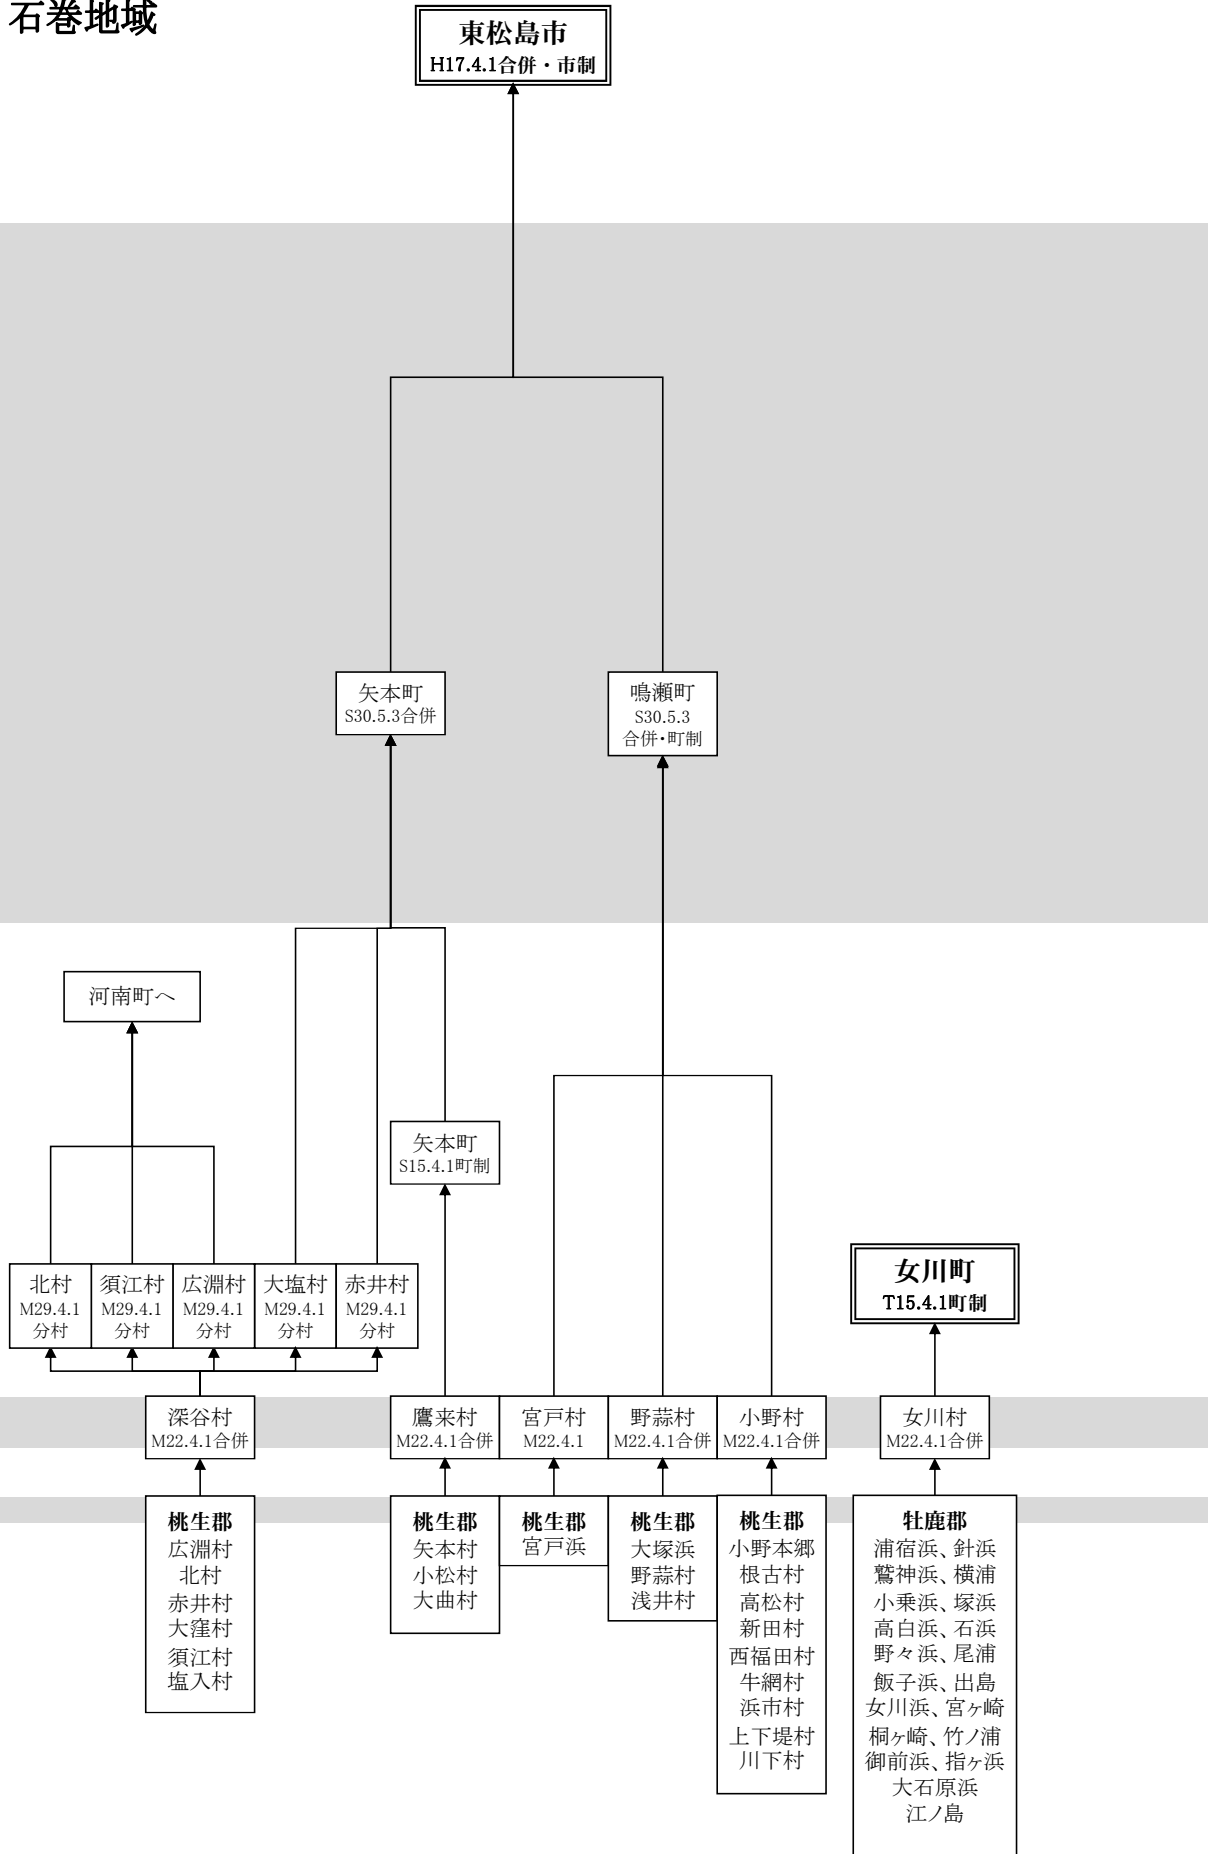 石巻地域
東松島市
H17.4.1合併・市制
矢本町
S30.5.3合併
鳴瀬町
S30.5.3
合併・町制
河南町へ
矢本町
S15.4.1町制
北村
M29.4.1
分村
須江村
M29.4.1
分村
広淵村
M29.4.1
分村
大塩村
M29.4.1
分村
赤井村
M29.4.1
分村
女川町
T15.4.1町制
深谷村
M22.4.1合併
鷹来村
M22.4.1合併
宮戸村
M22.4.1
野蒜村
M22.4.1合併
小野村
M22.4.1合併
女川村
M22.4.1合併
桃生郡
広淵村
北村
赤井村
大窪村
須江村
塩入村
桃生郡
矢本村
小松村
大曲村
桃生郡
宮戸浜
桃生郡
大塚浜
野蒜村
浅井村
桃生郡
小野本郷
根古村
高松村
新田村
西福田村
牛網村
浜市村
上下堤村
川下村
牡鹿郡
浦宿浜、針浜
鷲神浜、横浦
小乗浜、塚浜
高白浜、石浜
野々浜、尾浦
飯子浜、出島
女川浜、宮ヶ崎
桐ヶ崎、竹ノ浦
御前浜、指ヶ浜
大石原浜
江ノ島